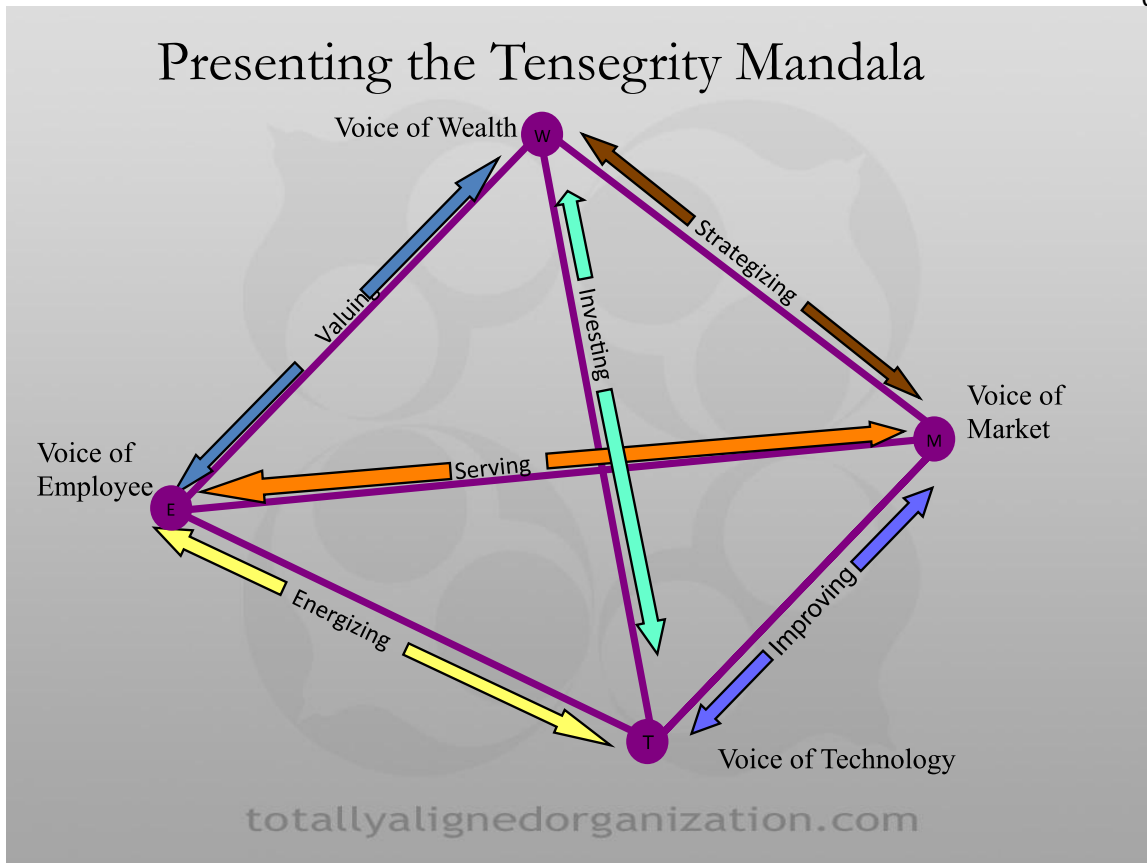 Presenting the Tensegrity Mandala
Voice of Wealth
W
Strategizing
Valuing
Investing
Voice of
Market
M
Voice of
Employee
E
Serving
Energizing
Improving
T
Voice of Technology
totallyalignedorganization.com